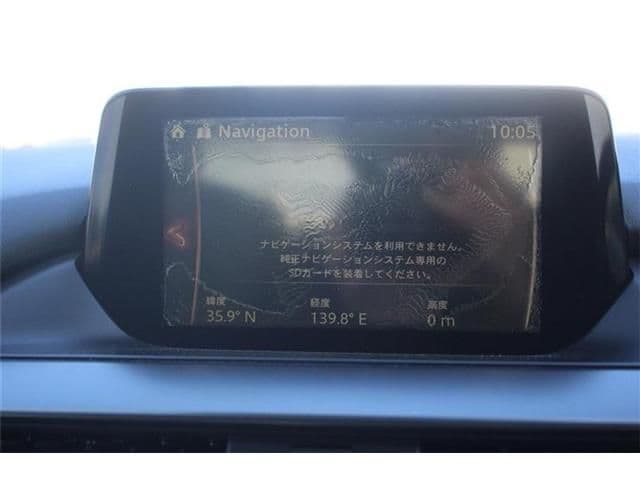 Navigation 10:05
ナビゲーションシステムを利用できません。
純正ナビゲーションシステム専用の
SDカードを装着してください。
緯度 経度 高度
35.9° N 139.8° E 0 m